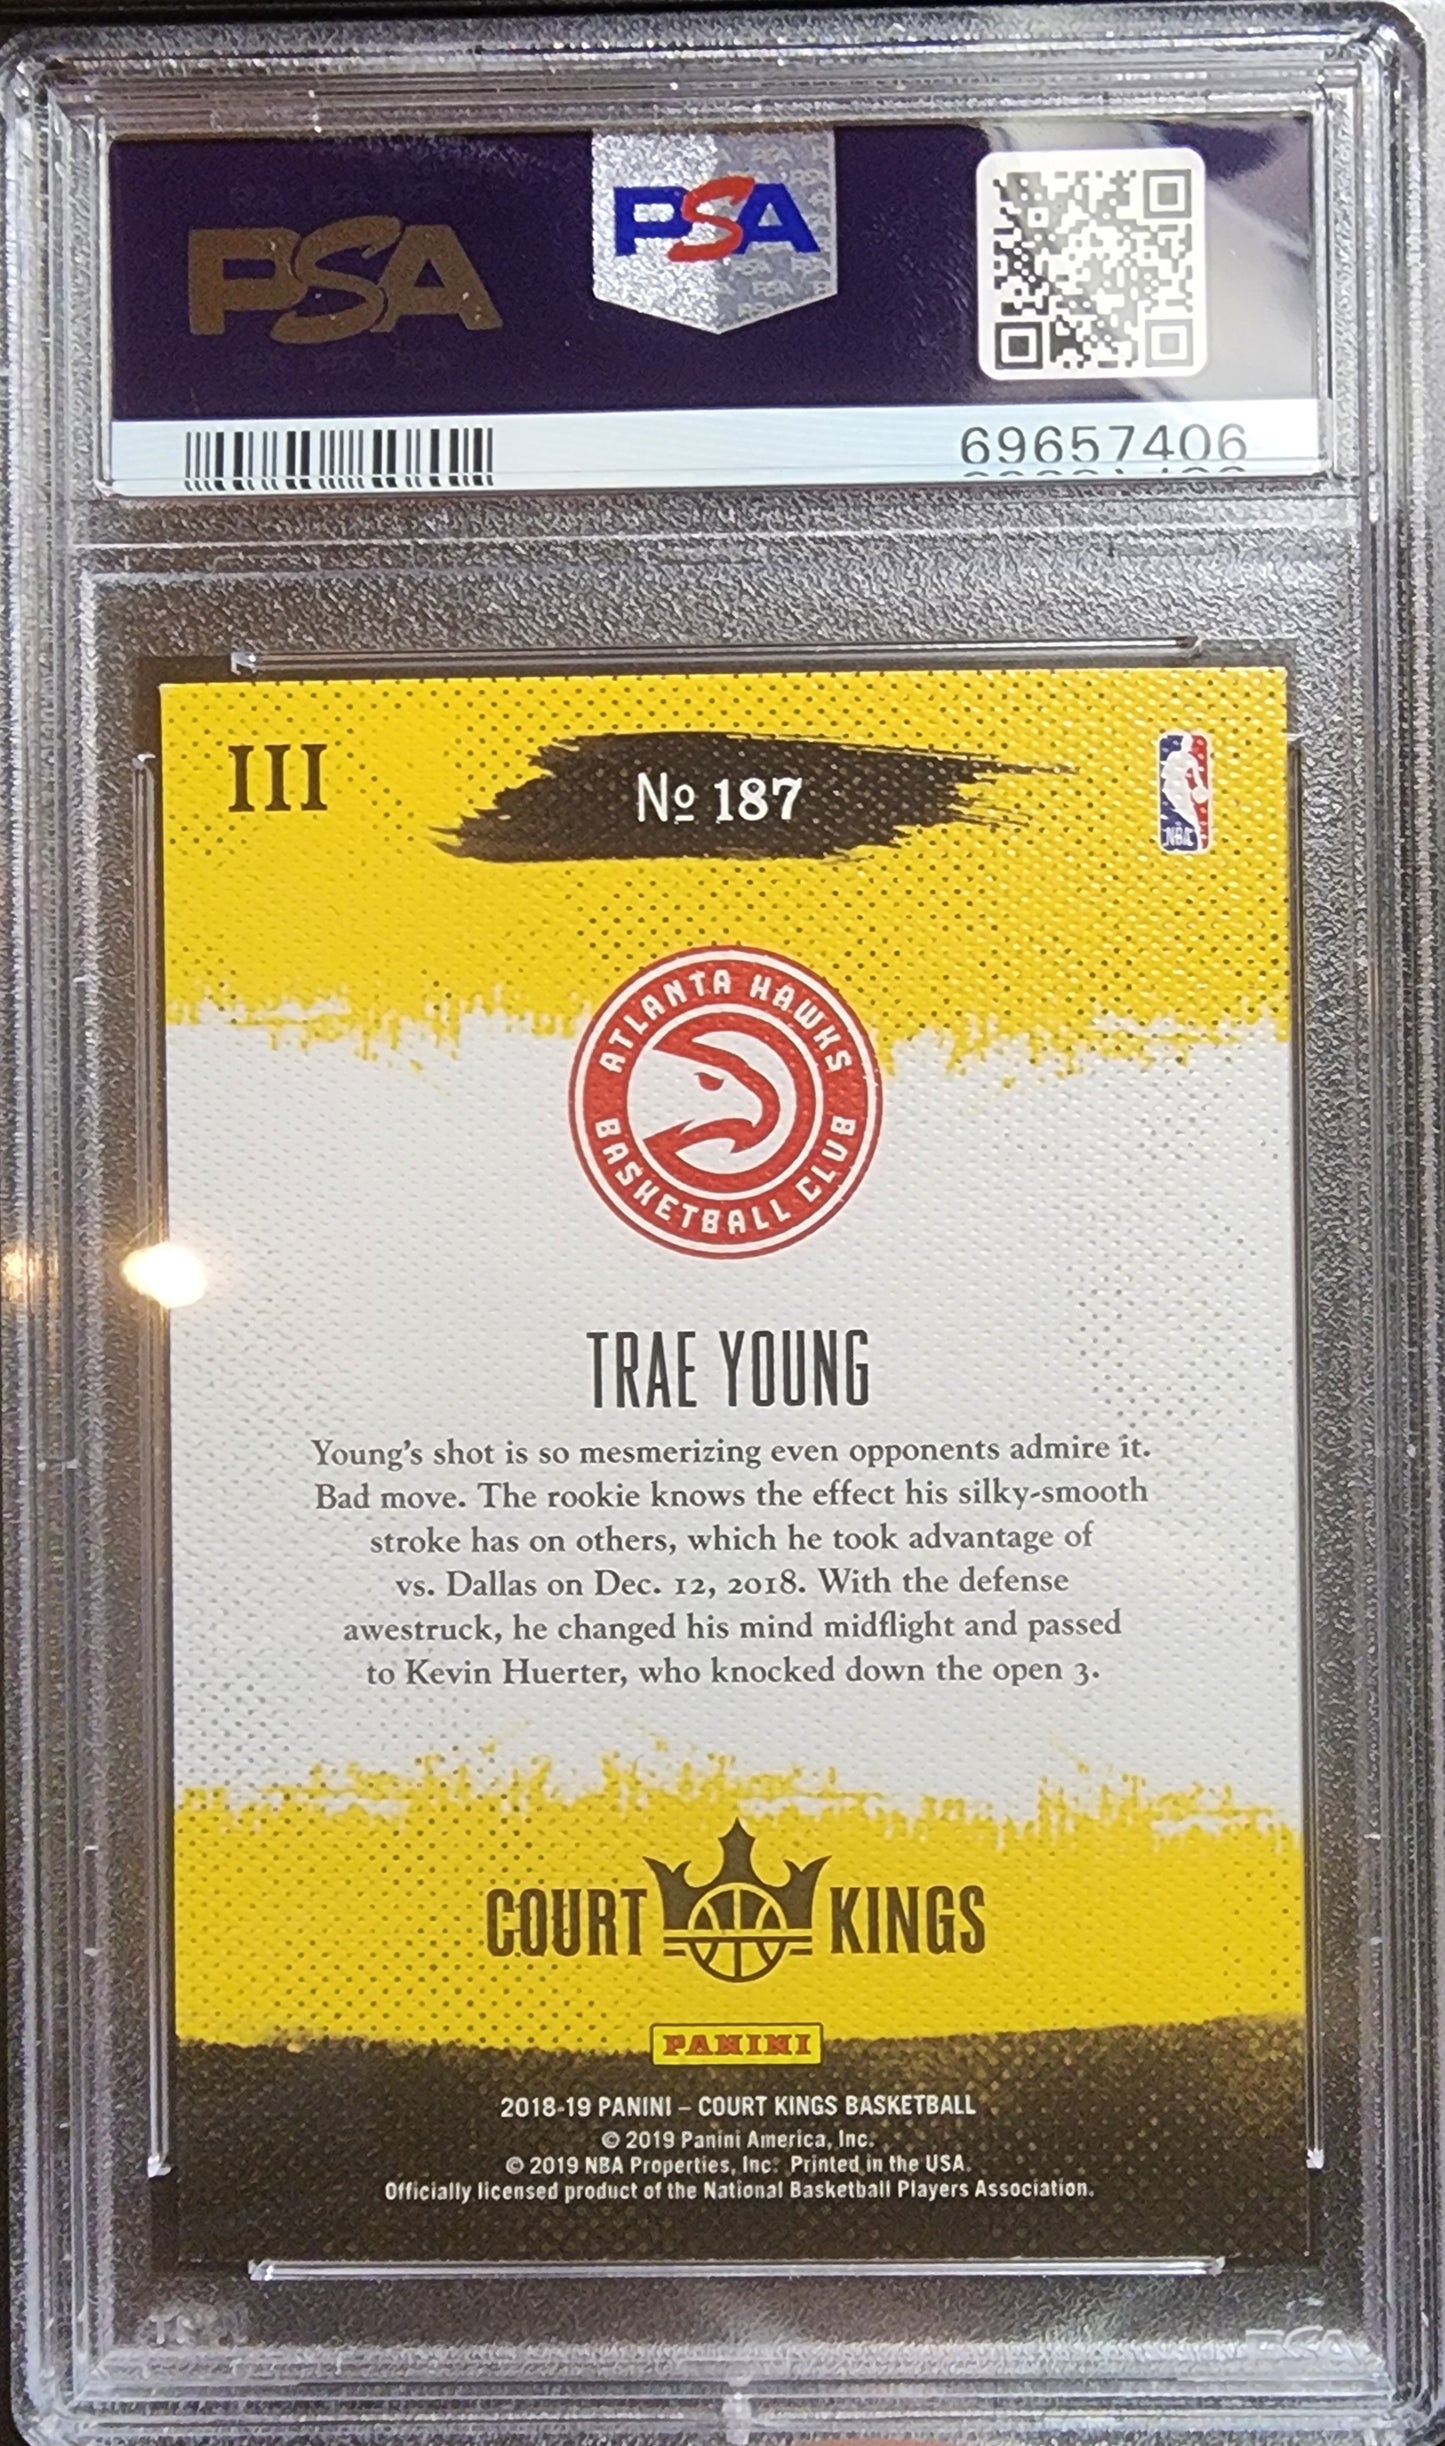 PSA
PSA
69657406
III
No 187
NBA
ATLANTA HAWKS
BASKETBALL CLUB
TRAE YOUNG
Young's shot is so mesmerizing even opponents admire it.
Bad move. The rookie knows the effect his silky-smooth
stroke has on others, which he took advantage of
vs. Dallas on Dec. 12, 2018. With the defense
awestruck, he changed his mind midflight and passed
to Kevin Huerter, who knocked down the open 3.
COURT KINGS
PANINI
2018-19 PANINI – COURT KINGS BASKETBALL
© 2019 Panini America, Inc.
© 2019 NBA Properties, Inc. Printed in the USA.
Officially licensed product of the National Basketball Players Association.
PSA